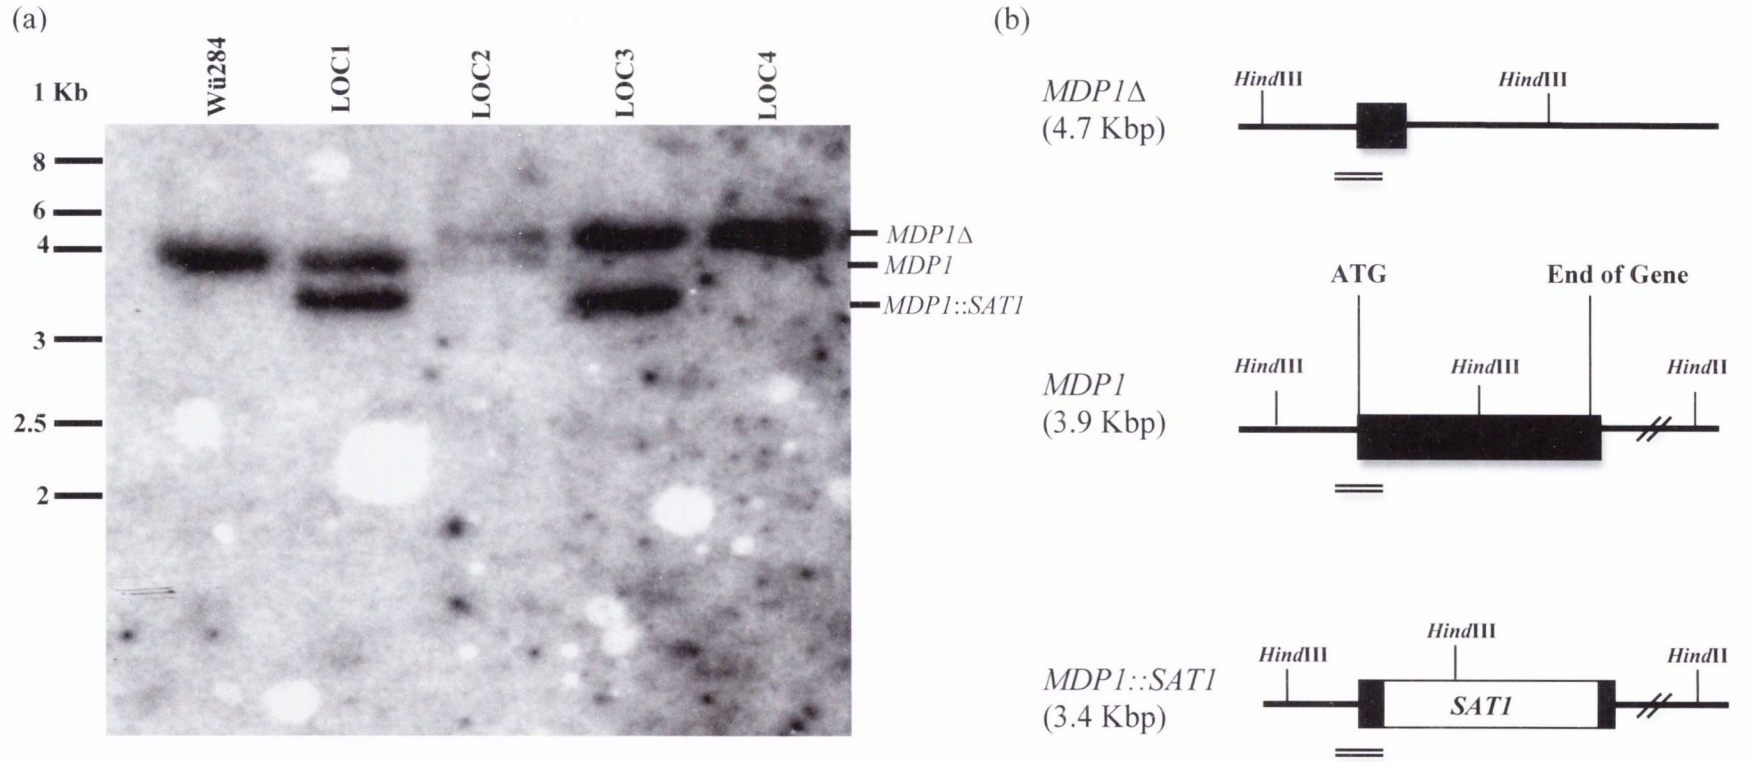 (a)
Wü284 LOC1 LOC2 LOC3 LOC4
1 Kb
8
6
4
3
2.5
2
MDP1Δ
MDP1
MDP1::SAT1
(b)
MDP1Δ
(4.7 Kbp)
HindIII HindIII
ATG End of Gene
MDP1
(3.9 Kbp)
HindIII HindIII HindII
MDP1::SAT1
(3.4 Kbp)
HindIII HindIII HindII
SAT1